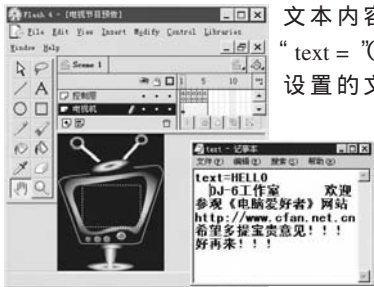 Flash 4 - [电视节目预告]
File Edit View Insert Modify Control Libraries
Window Help
Scene 1
1 5 10
控制层
电视机
文本内容
“text = ”(
设置的文
text - 记事本
文件(F) 编辑(E) 搜索(S) 帮助(H)
text=HELLO
DJ-6工作室 欢迎
参观《电脑爱好者》网站
http://www.cfan.net.cn
希望多提宝贵意见！！！
好再来！！！